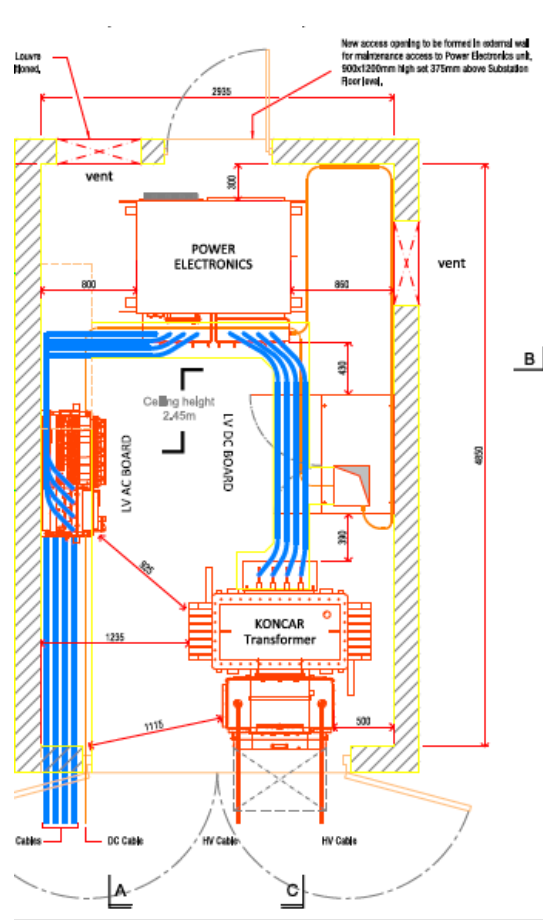 New access opening to be formed in external wall
for maintenance access to Power Electronics unit,
900x1200mm high set 375mm above Substation
Floor level.
Louvre
itioned.
2935
vent
300
POWER
ELECTRONICS
vent
800
860
430
B
Ceiling height
2.45m
LV AC BOARD
LV DC BOARD
4850
390
925
KONCAR
Transformer
1235
1115
500
Cables
DC Cable
HV Cable
HV Cable
A
C